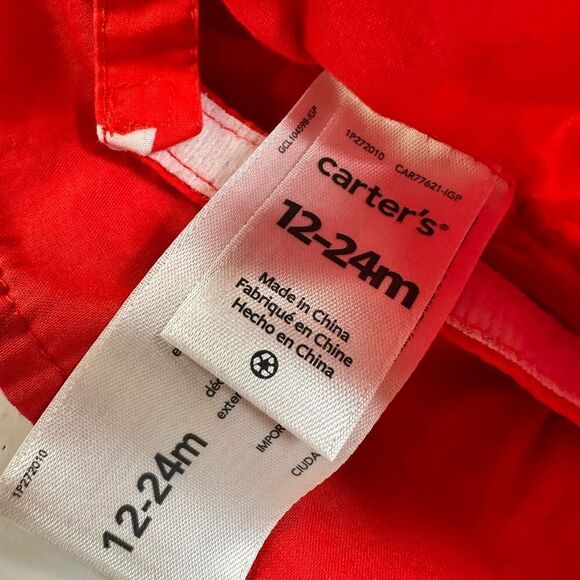 GCL104598-IGP
1P272010 CAR77621-IGP
carter's®
12-24m
Made in China
Fabriqué en Chine
Hecho en China
12-24m
1P272010
exter
IMPOR
CIUDA